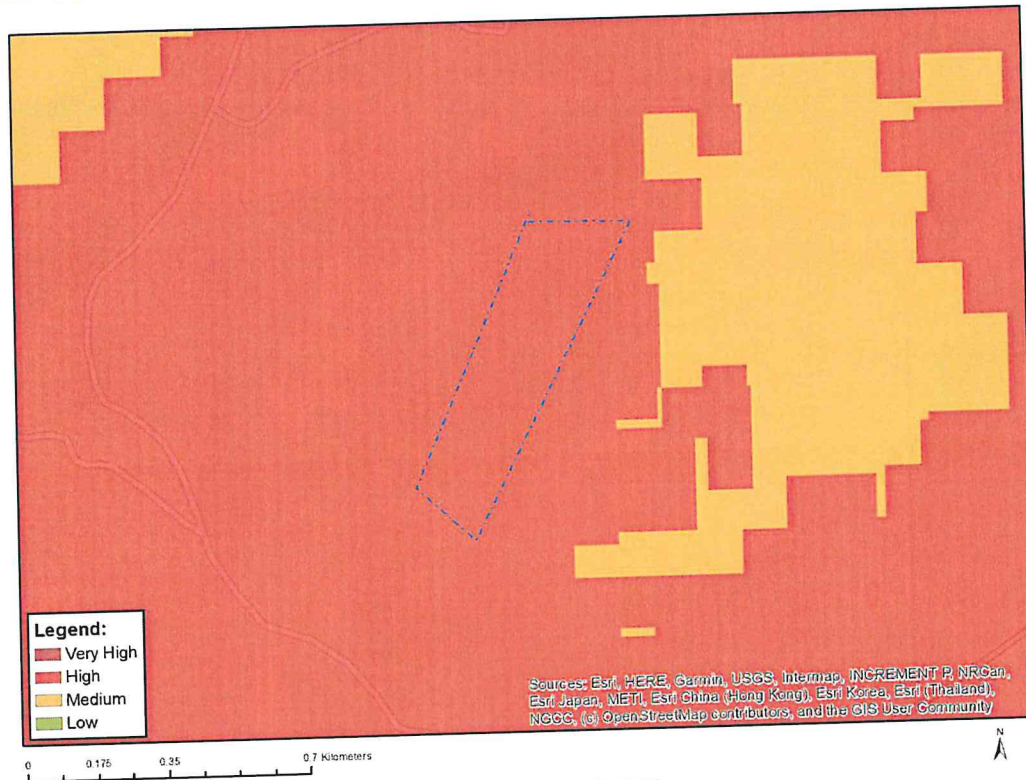 Legend:
Very High
High
Medium
Low
Sources: Esri, HERE, Garmin, USGS, Intermap, INCREMENT P, NRCan,
Esri Japan, METI, Esri China (Hong Kong), Esri Korea, Esri (Thailand),
NGCC, (c) OpenStreetMap contributors, and the GIS User Community
N
0 0.175 0.35 0.7 Kilometers